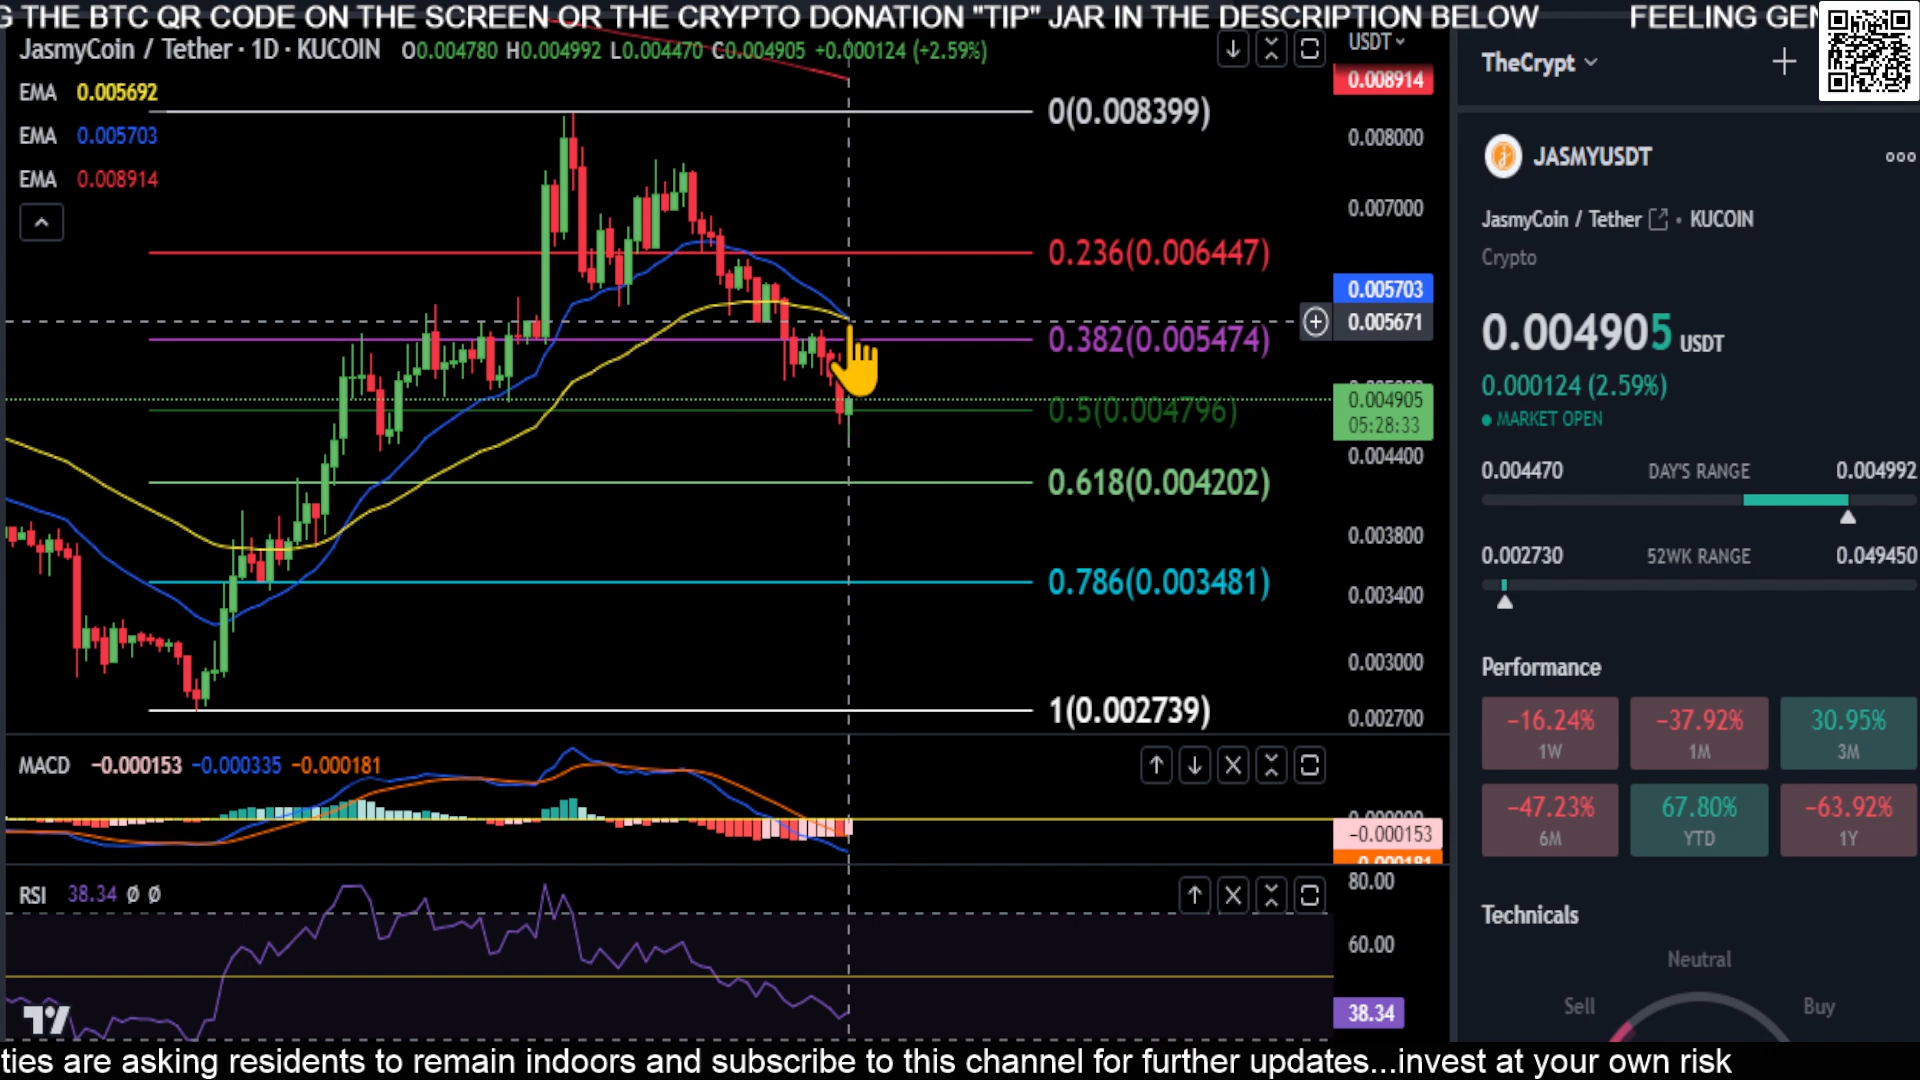 G THE BTC QR CODE ON THE SCREEN OR THE CRYPTO DONATION "TIP" JAR IN THE DESCRIPTION BELOW FEELING GEN
JasmyCoin / Tether · 1D · KUCOIN O0.004780 H0.004992 L0.004470 C0.004905 +0.000124 (+2.59%)
EMA 0.005692
EMA 0.005703
EMA 0.008914
0(0.008399)
0.236(0.006447)
0.382(0.005474)
0.5(0.004796)
0.618(0.004202)
0.786(0.003481)
1(0.002739)
USDT
0.008914
0.008000
0.007000
0.005703
0.005671
0.004905
05:28:33
0.004400
0.003800
0.003400
0.003000
0.002700
MACD −0.000153 −0.000335 −0.000181
−0.000153
RSI 38.34 Ø Ø
80.00
60.00
38.34
TheCrypt
JASMYUSDT
JasmyCoin / Tether • KUCOIN
Crypto
0.004905 USDT
0.000124 (2.59%)
MARKET OPEN
0.004470 DAY'S RANGE 0.004992
0.002730 52WK RANGE 0.049450
Performance
−16.24% −37.92% 30.95%
1W 1M 3M
−47.23% 67.80% −63.92%
6M YTD 1Y
Technicals
Neutral
Sell Buy
ties are asking residents to remain indoors and subscribe to this channel for further updates...invest at your own risk